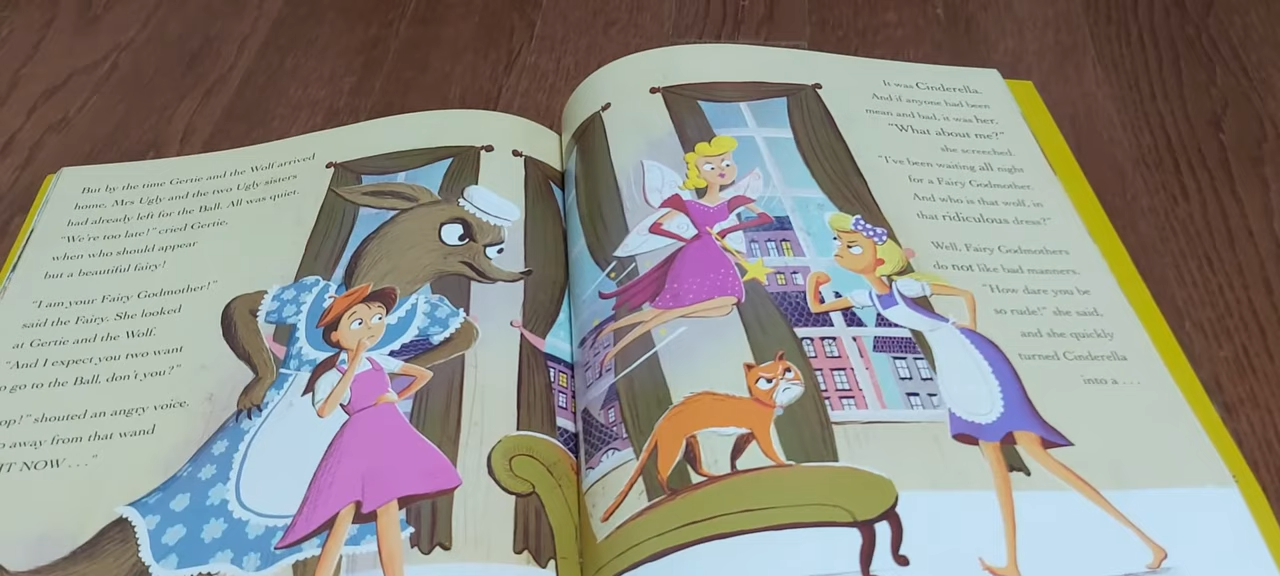 But by the time Gertie and the Wolf arrived
home, Mrs Ugly and the two Ugly sisters
had already left for the Ball. All was quiet.
"We're too late!" cried Gertie,
when who should appear
but a beautiful fairy!
"I am your Fairy Godmother!"
said the Fairy. She looked
at Gertie and the Wolf.
"And I expect you two want
go to the Ball, don't you?"
shouted an angry voice.
away from that wand
NOW . . ."
It was Cinderella.
And if anyone had been
mean and bad, it was her.
"What about me?"
she screeched.
"I've been waiting all night
for a Fairy Godmother.
And who is that wolf, in
that ridiculous dress?"
Well, Fairy Godmothers
do not like bad manners.
"How dare you be
so rude!" she said,
and she quickly
turned Cinderella
into a . . .